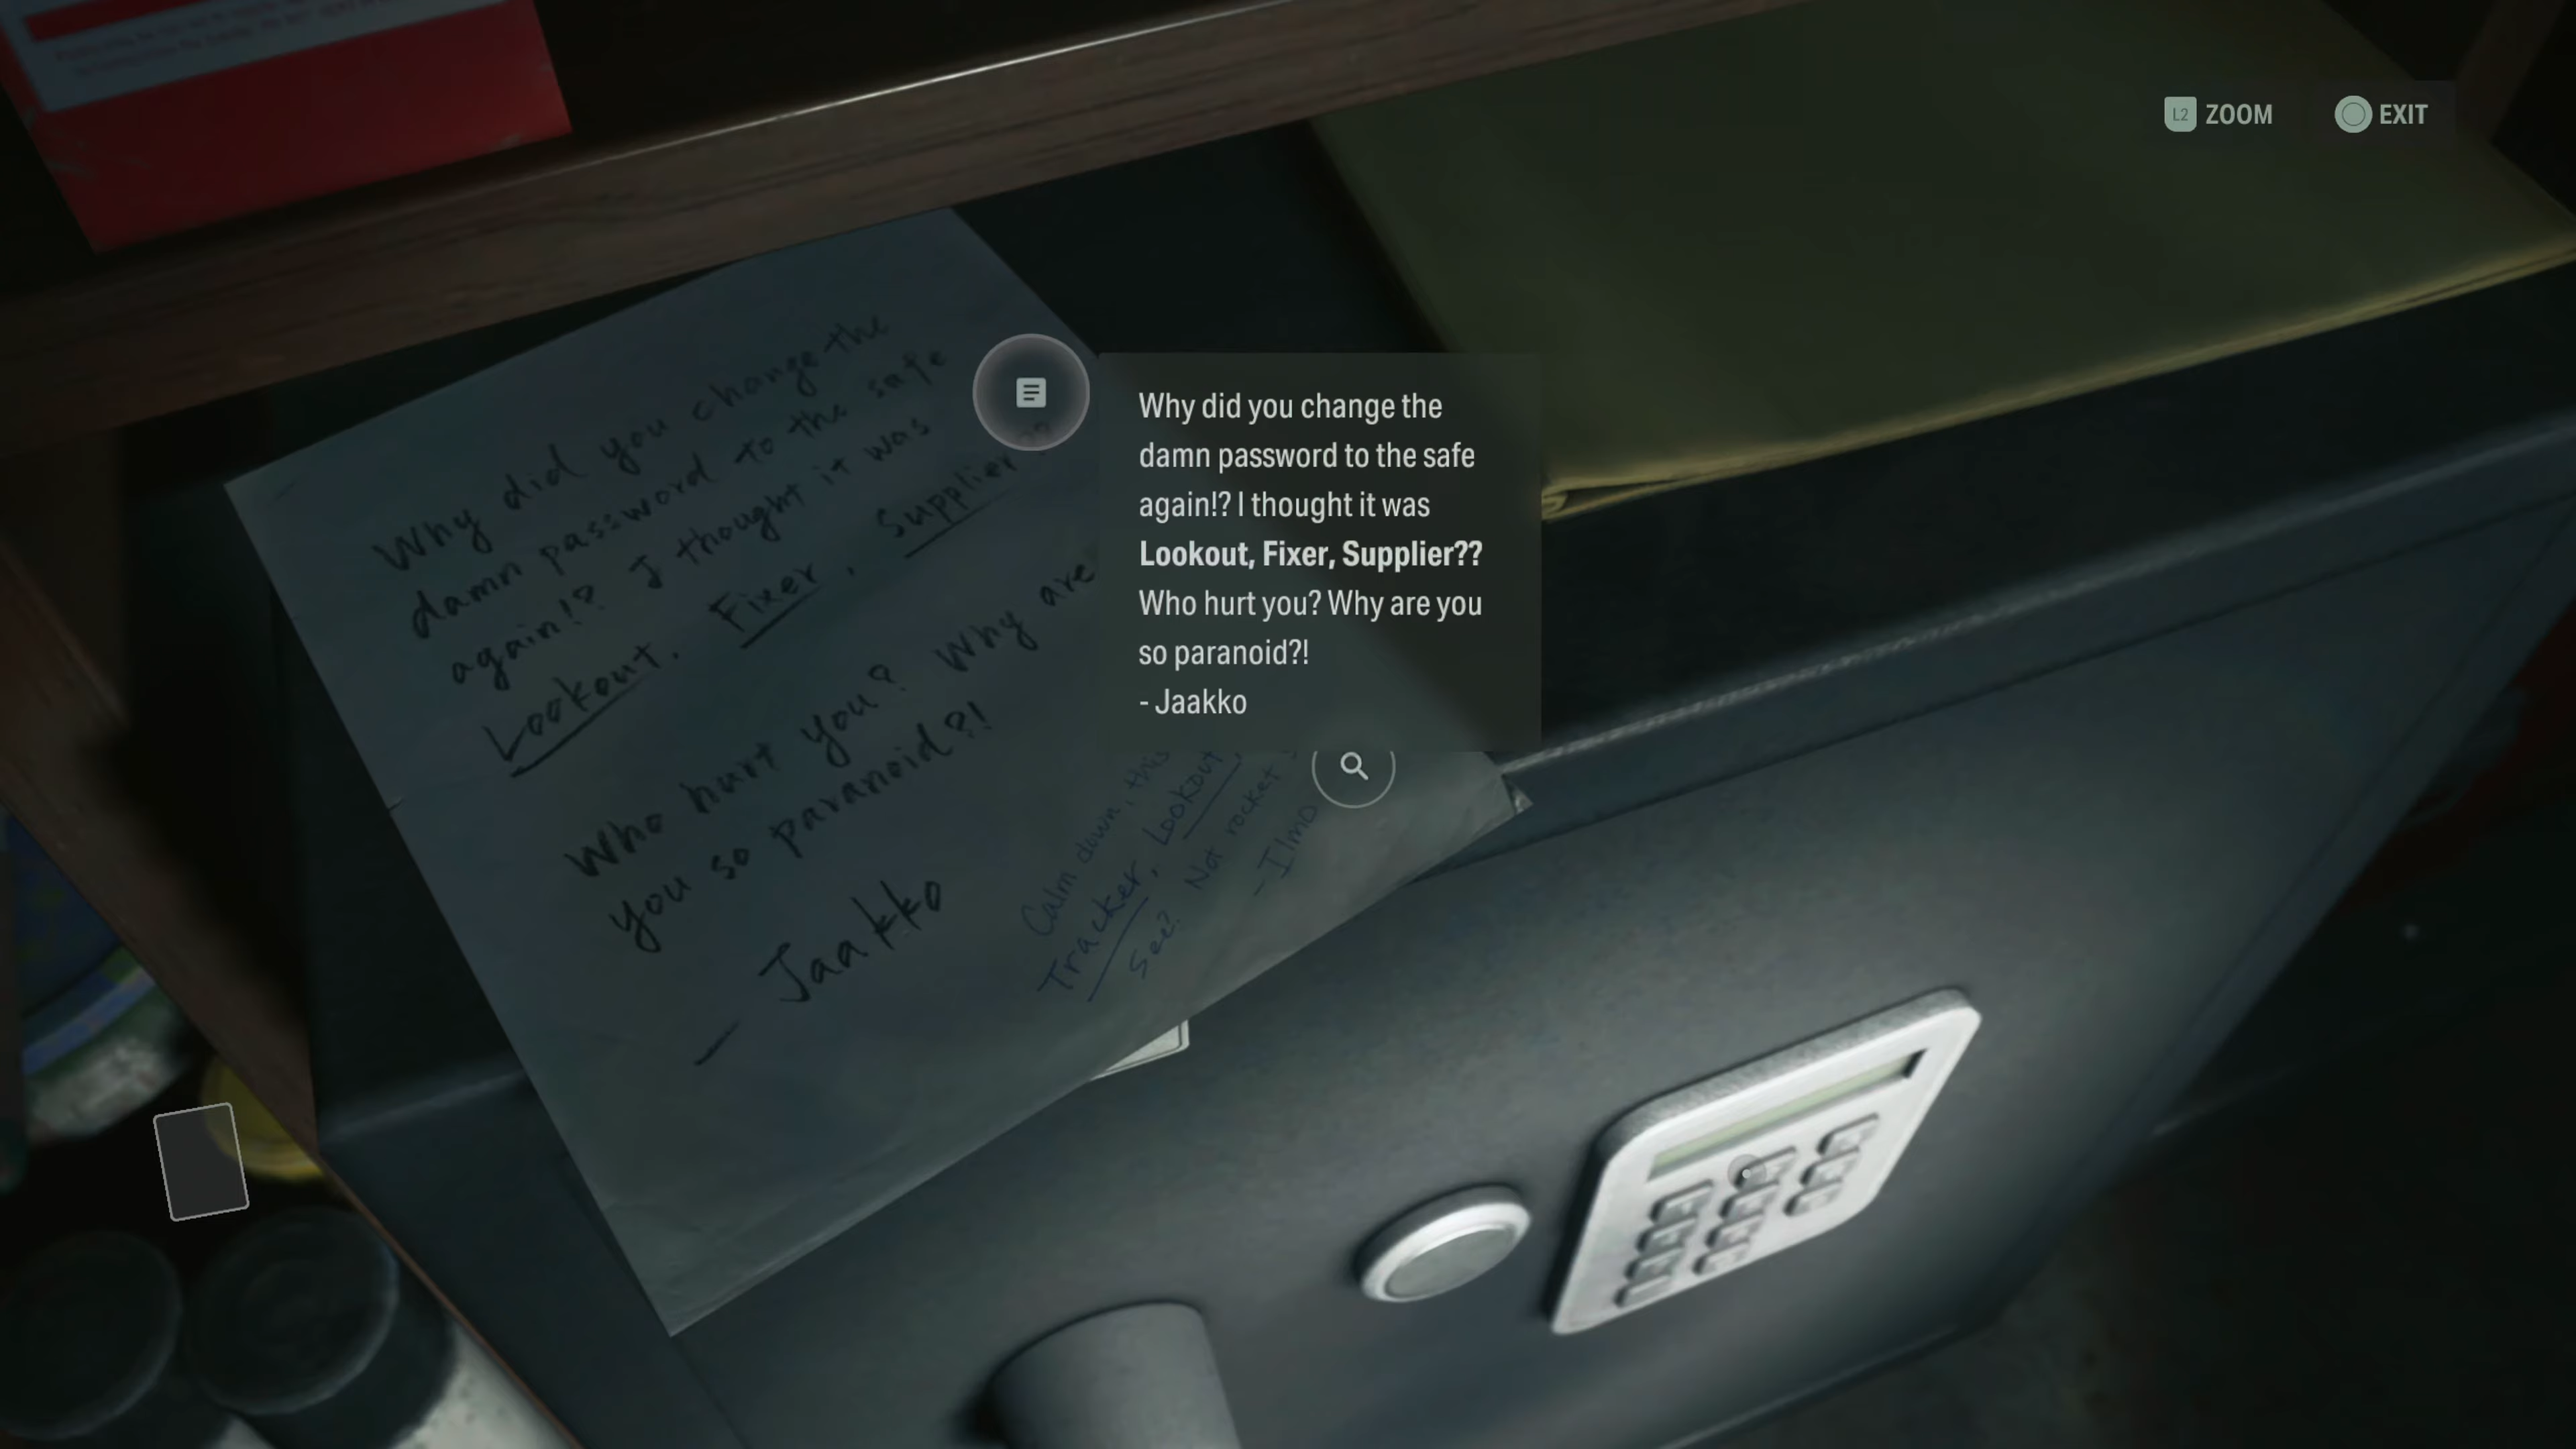 L2 ZOOM
EXIT
Why did you change the
damn password to the safe
again!? I thought it was
Lookout. Fixer, Supplier
Who hurt you? Why are
you so paranoid?!
— Jaakko
Calm down, this
Tracker, Lookout,
See? Not rocket
- Ilmo
Why did you change the
damn password to the safe
again!? I thought it was
Lookout, Fixer, Supplier??
Who hurt you? Why are you
so paranoid?!
- Jaakko